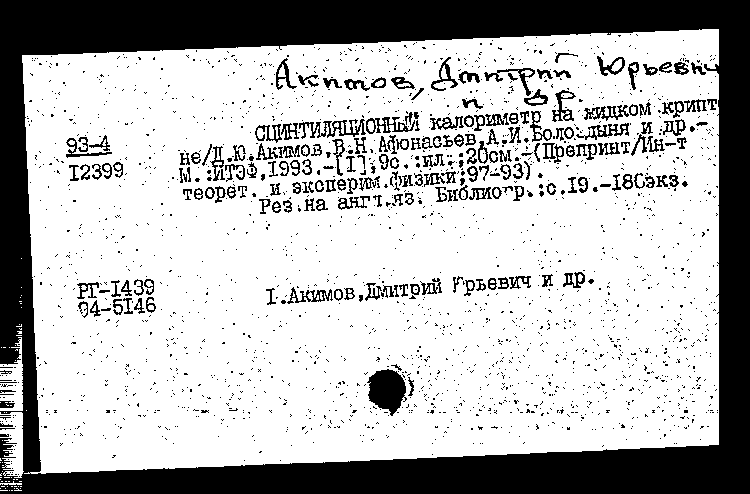 Акимов, Дмитрий Юрьевич
и др.
93-4
I2399
СЦИНТИЛЯЦИОННЫЙ калориметр на жидком крипто
не/Д.Ю.Акимов,В.Н.Афонасьев,А.И.Болоздыня и др.-
М.:ИТЭФ,1993.-[1],9с.:ил.;20см.-(Препринт/Ин-т
теорет. и эксперим.физики;97-93).
Рез.на англ.яз. Библиогр.:с.19.-180экз.
РГ-I439
94-5146
I.Акимов,Дмитрий Юрьевич и др.